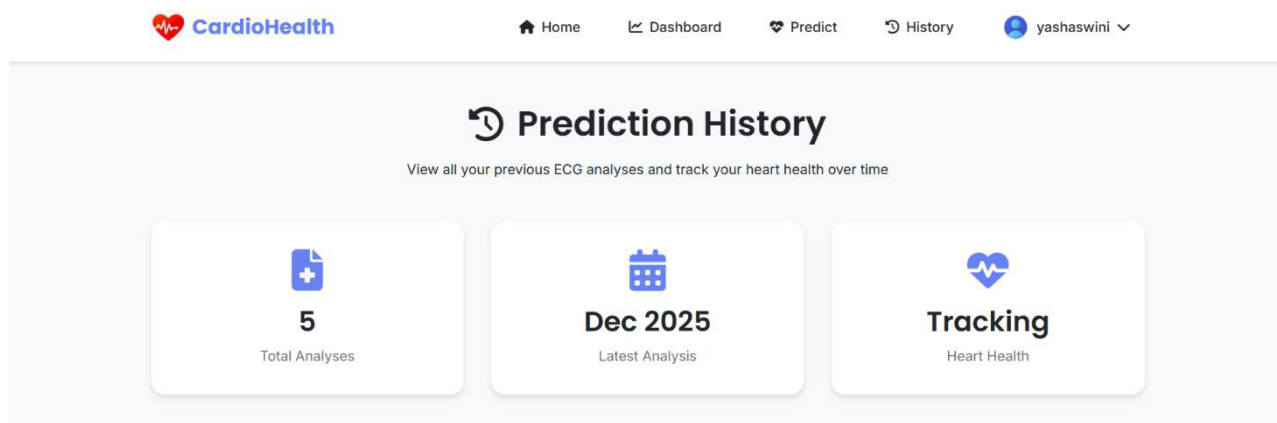 CardioHealth Home Dashboard Predict History yashaswini
Prediction History
View all your previous ECG analyses and track your heart health over time
5 Dec 2025 Tracking
Total Analyses Latest Analysis Heart Health